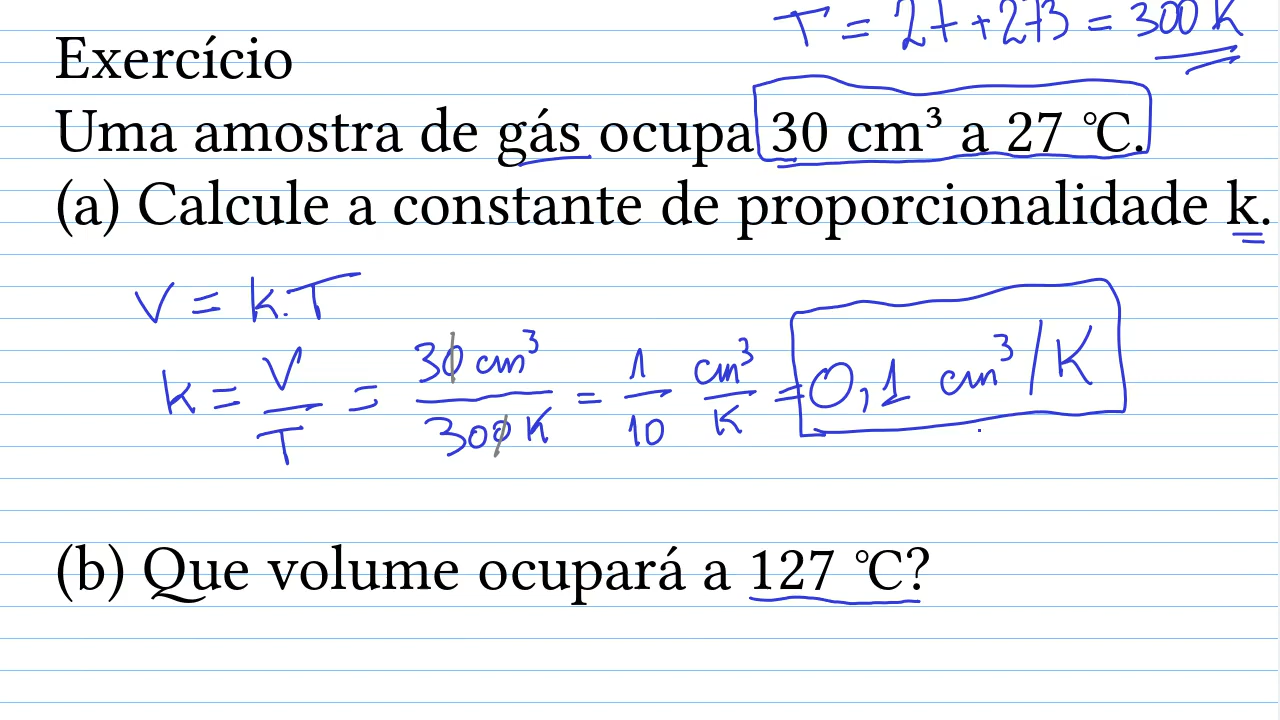 T = 27 + 273 = 300 K
Exercício
Uma amostra de gás ocupa 30 cm³ a 27 ℃.
(a) Calcule a constante de proporcionalidade k.
V = k.T
k = V/T = 30 cm³/300 K = 1/10 cm³/K = 0,1 cm³/K
(b) Que volume ocupará a 127 ℃?